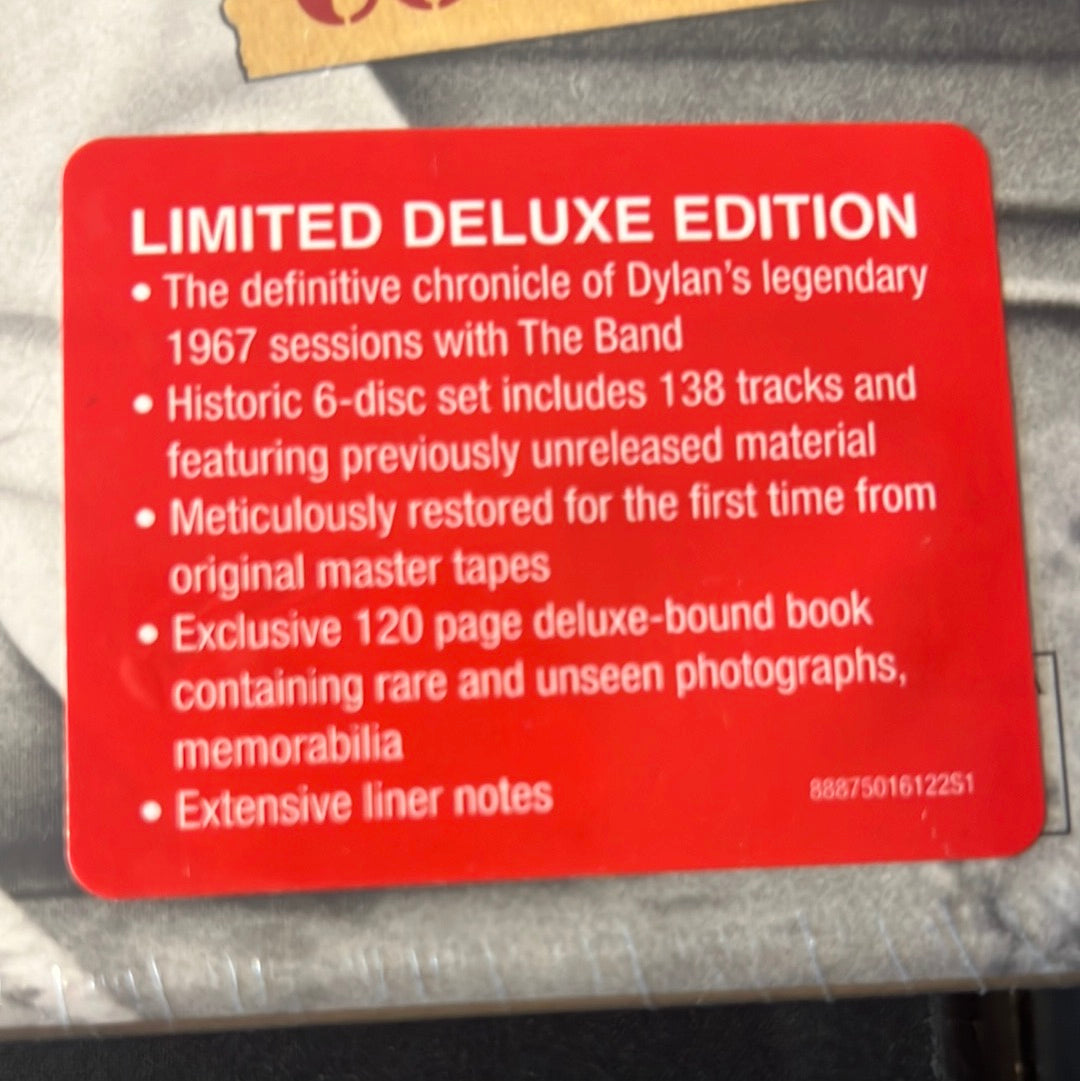 LIMITED DELUXE EDITION
• The definitive chronicle of Dylan's legendary
1967 sessions with The Band
• Historic 6-disc set includes 138 tracks and
featuring previously unreleased material
• Meticulously restored for the first time from
original master tapes
• Exclusive 120 page deluxe-bound book
containing rare and unseen photographs,
memorabilia
• Extensive liner notes
88875016122S1